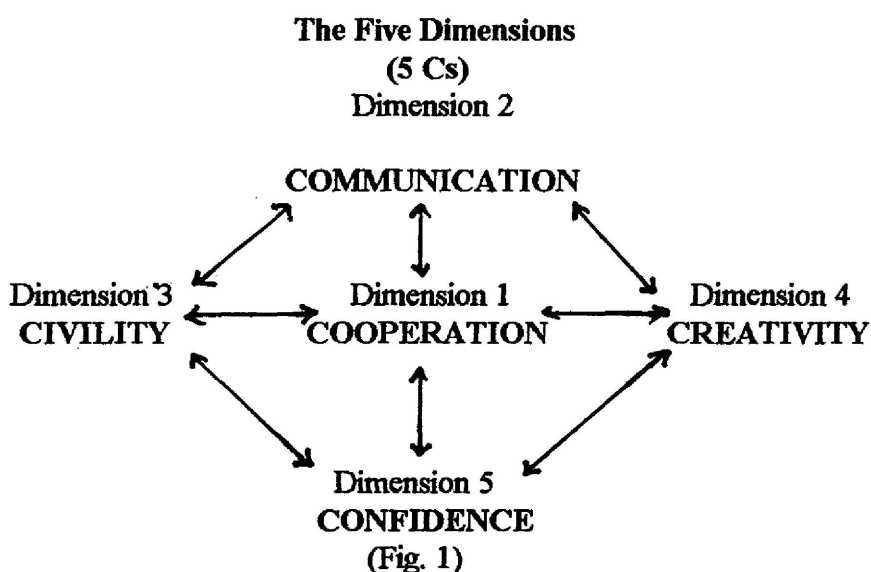 The Five Dimensions
(5 Cs)
Dimension 2
COMMUNICATION
Dimension 3
CIVILITY
Dimension 1
COOPERATION
Dimension 4
CREATIVITY
Dimension 5
CONFIDENCE
(Fig. 1)